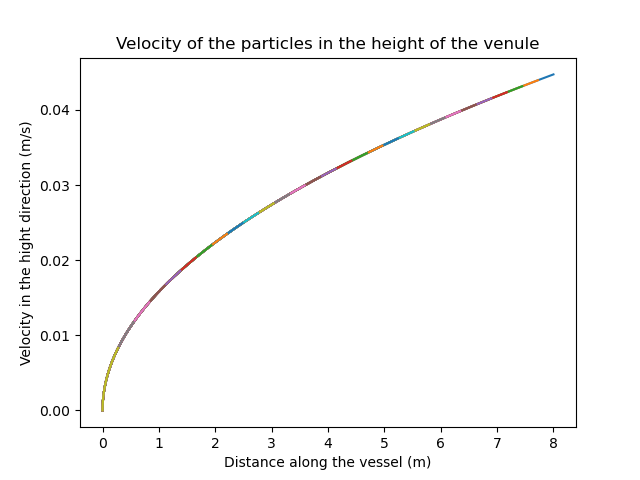 Velocity of the particles in the height of the venule
Velocity in the hight direction (m/s)
0.04
0.03
0.02
0.01
0.00
0 1 2 3 4 5 6 7 8
Distance along the vessel (m)